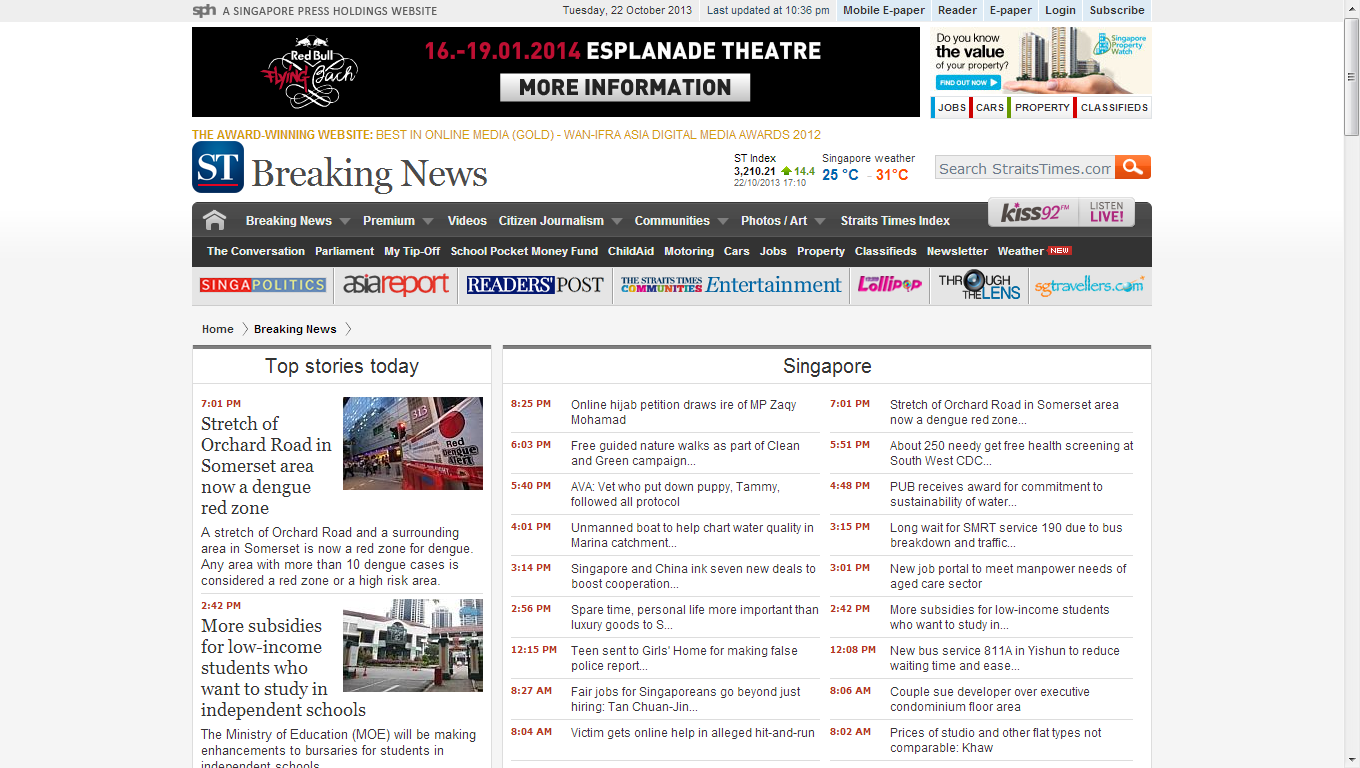 sph A SINGAPORE PRESS HOLDINGS WEBSITE
Tuesday, 22 October 2013 Last updated at 10:36 pm Mobile E-paper Reader E-paper Login Subscribe
Red Bull
Flying Bach
16.-19.01.2014 ESPLANADE THEATRE
MORE INFORMATION
Do you know
the value
of your property?
FIND OUT NOW
Singapore
Property
Watch
JOBS CARS PROPERTY CLASSIFIEDS
THE AWARD-WINNING WEBSITE: BEST IN ONLINE MEDIA (GOLD) - WAN-IFRA ASIA DIGITAL MEDIA AWARDS 2012
ST Breaking News
ST Index
3,210.21 14.4
22/10/2013 17:10
Singapore weather
25 °C - 31°C
Search StraitsTimes.com
Breaking News Premium Videos Citizen Journalism Communities Photos / Art Straits Times Index
kiss92 FM LISTEN LIVE!
The Conversation Parliament My Tip-Off School Pocket Money Fund ChildAid Motoring Cars Jobs Property Classifieds Newsletter Weather NEW
SINGAPOLITICS asiareport READERS' POST THE STRAITS TIMES COMMUNITIES Entertainment Lollipop THROUGH THE LENS sgtravellers.com
Home Breaking News
Top stories today
7:01 PM
Stretch of
Orchard Road in
Somerset area
now a dengue
red zone
313
Red
Dengue
Alert
A stretch of Orchard Road and a surrounding
area in Somerset is now a red zone for dengue.
Any area with more than 10 dengue cases is
considered a red zone or a high risk area.
2:42 PM
More subsidies
for low-income
students who
want to study in
independent schools
The Ministry of Education (MOE) will be making
enhancements to bursaries for students in
independent schools.
Singapore
8:25 PM Online hijab petition draws ire of MP Zaqy
Mohamad
6:03 PM Free guided nature walks as part of Clean
and Green campaign...
5:40 PM AVA: Vet who put down puppy, Tammy,
followed all protocol
4:01 PM Unmanned boat to help chart water quality in
Marina catchment...
3:14 PM Singapore and China ink seven new deals to
boost cooperation...
2:56 PM Spare time, personal life more important than
luxury goods to S...
12:15 PM Teen sent to Girls' Home for making false
police report...
8:27 AM Fair jobs for Singaporeans go beyond just
hiring: Tan Chuan-Jin...
8:04 AM Victim gets online help in alleged hit-and-run
7:01 PM Stretch of Orchard Road in Somerset area
now a dengue red zone...
5:51 PM About 250 needy get free health screening at
South West CDC...
4:48 PM PUB receives award for commitment to
sustainability of water...
3:15 PM Long wait for SMRT service 190 due to bus
breakdown and traffic...
3:01 PM New job portal to meet manpower needs of
aged care sector
2:42 PM More subsidies for low-income students
who want to study in...
12:08 PM New bus service 811A in Yishun to reduce
waiting time and ease...
8:06 AM Couple sue developer over executive
condominium floor area
8:02 AM Prices of studio and other flat types not
comparable: Khaw